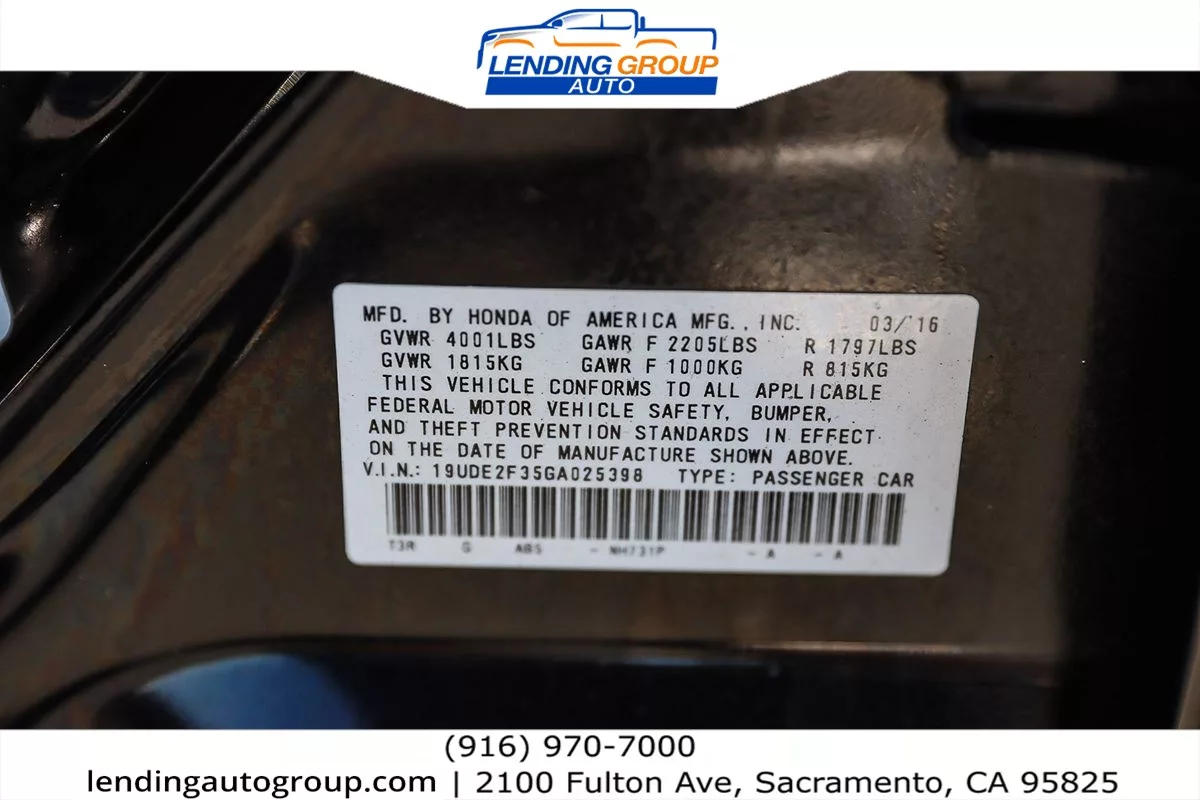 LENDING GROUP
AUTO
MFD. BY HONDA OF AMERICA MFG., INC. 03/16
GVWR 4001LBS GAWR F 2205LBS R 1797LBS
GVWR 1815KG GAWR F 1000KG R 815KG
THIS VEHICLE CONFORMS TO ALL APPLICABLE
FEDERAL MOTOR VEHICLE SAFETY, BUMPER,
AND THEFT PREVENTION STANDARDS IN EFFECT
ON THE DATE OF MANUFACTURE SHOWN ABOVE.
V.I.N.: 19UDE2F35GA025398 TYPE: PASSENGER CAR
T3R G ABS - NH731P - A - A
(916) 970-7000
lendingautogroup.com | 2100 Fulton Ave, Sacramento, CA 95825